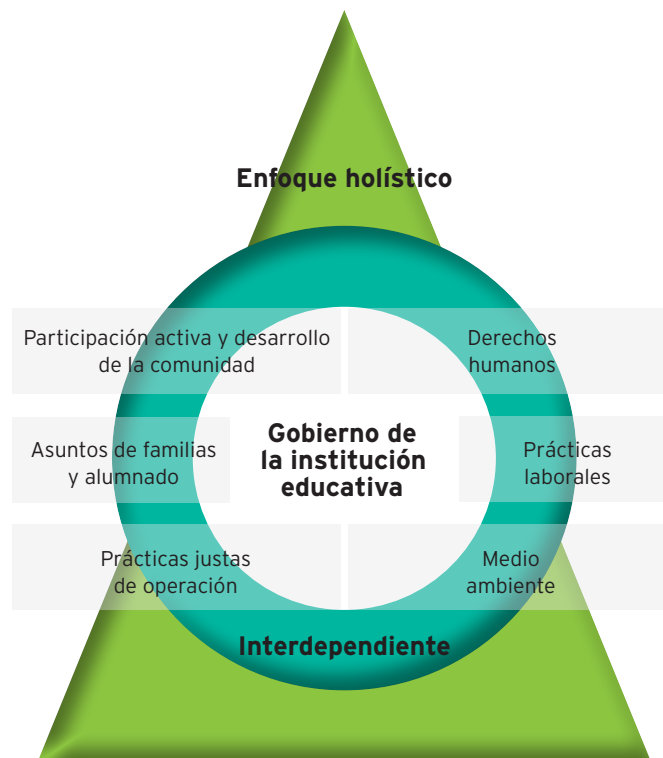 Enfoque holístico
Participación activa y desarrollo
de la comunidad
Derechos
humanos
Asuntos de familias
y alumnado
Gobierno de
la institución
educativa
Prácticas
laborales
Prácticas justas
de operación
Medio
ambiente
Interdependiente